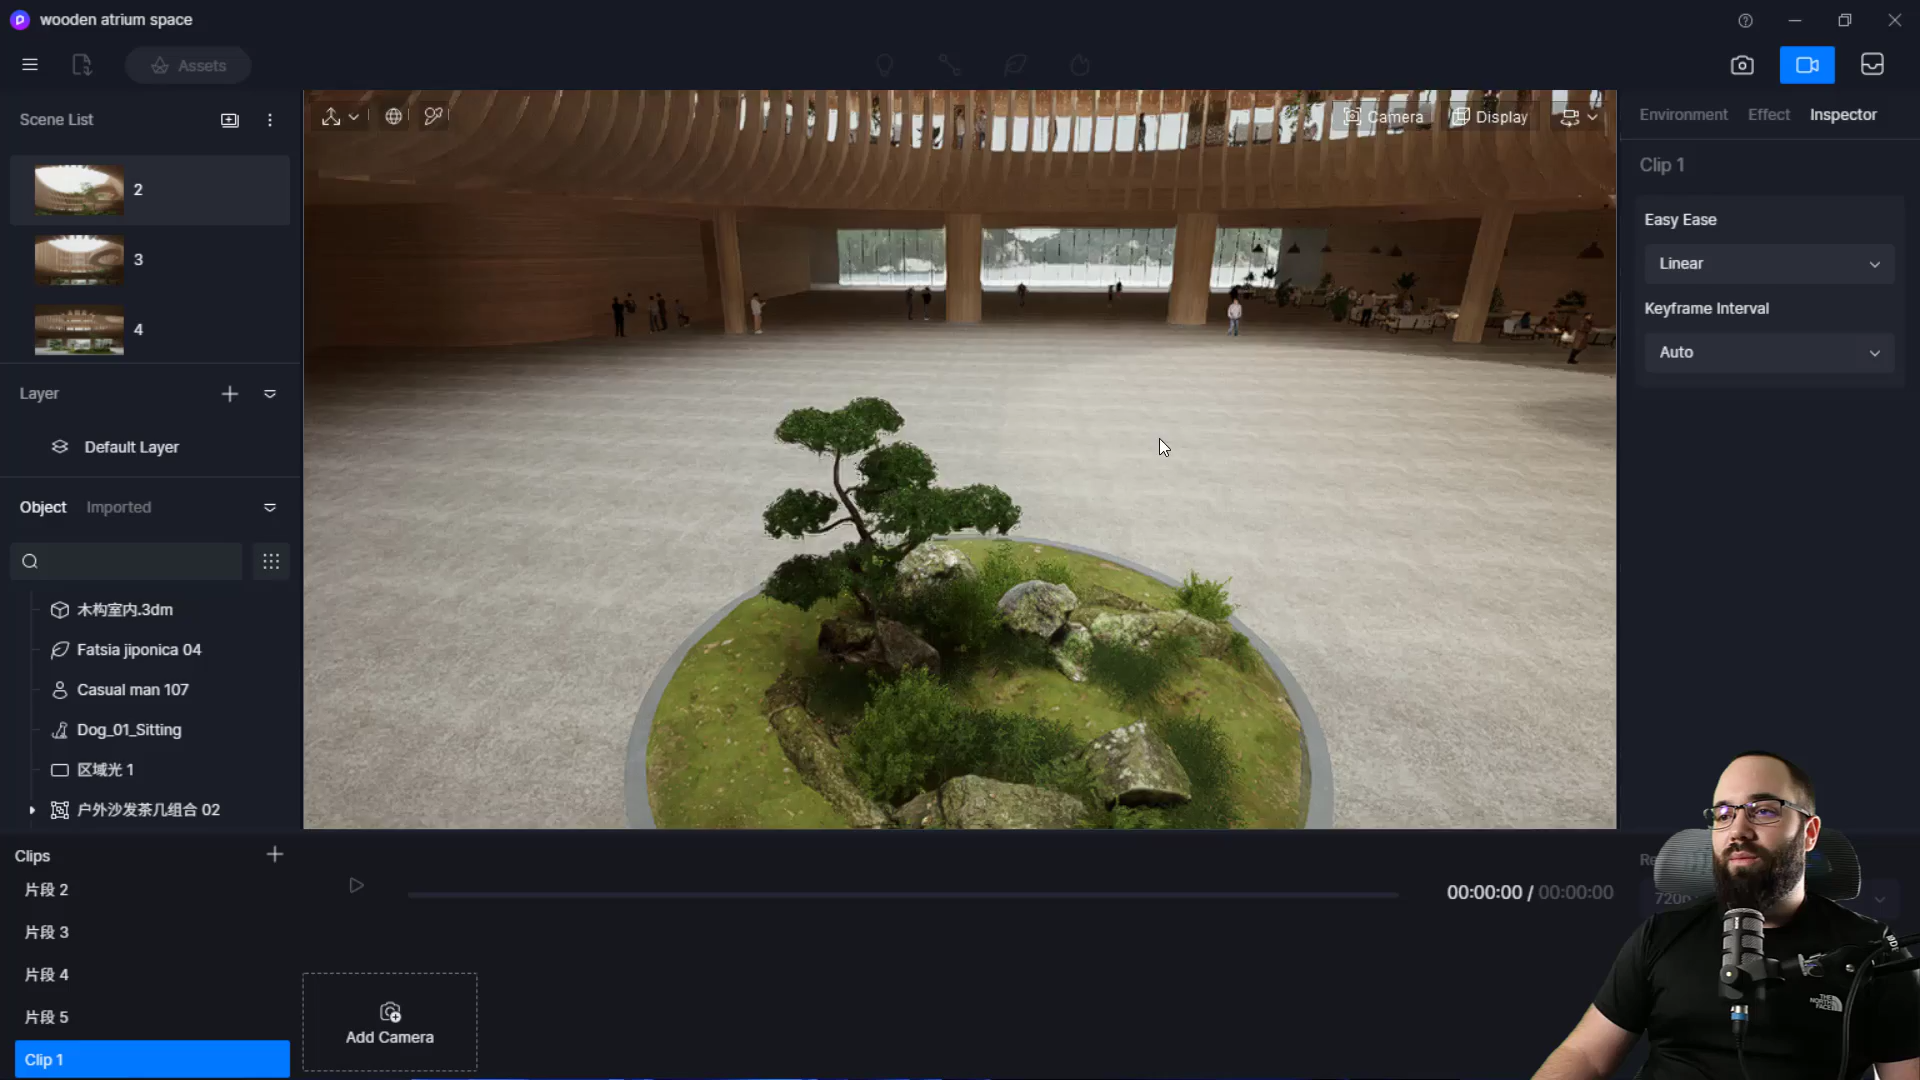 wooden atrium space
Assets
Scene List
2
3
4
Layer
Default Layer
Object Imported
木构室内.3dm
Fatsia jiponica 04
Casual man 107
Dog_01_Sitting
区域光 1
户外沙发茶几组合 02
Camera Display
Environment Effect Inspector
Clip 1
Easy Ease
Linear
Keyframe Interval
Auto
Clips
片段 2
片段 3
片段 4
片段 5
Clip 1
00:00:00 / 00:00:00
Add Camera
THE
NORTH
FACE